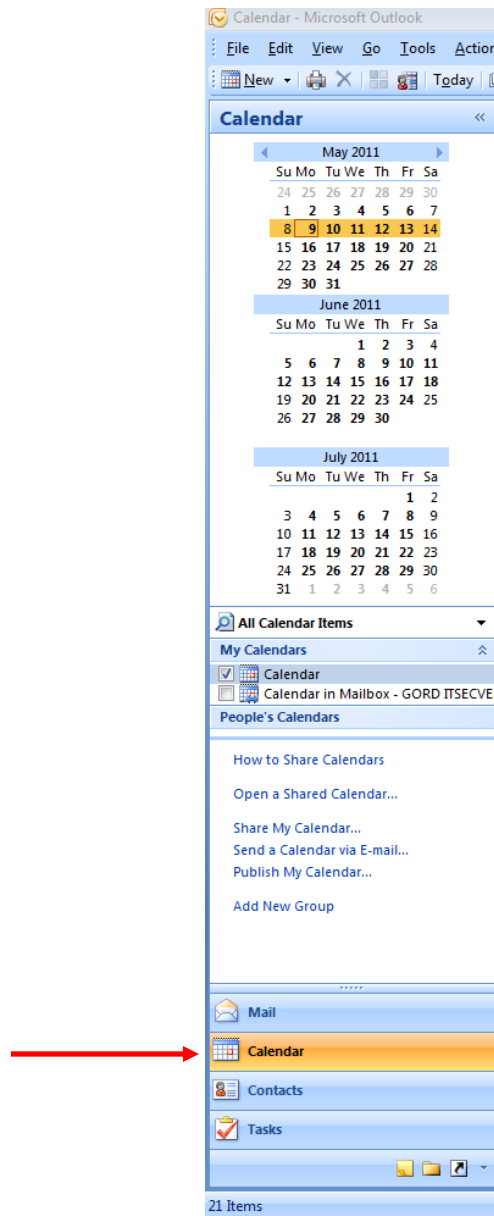 Calendar - Microsoft Outlook
File Edit View Go Tools Action
New Today
Calendar «
May 2011
Su Mo Tu We Th Fr Sa
24 25 26 27 28 29 30
1 2 3 4 5 6 7
8 9 10 11 12 13 14
15 16 17 18 19 20 21
22 23 24 25 26 27 28
29 30 31
June 2011
Su Mo Tu We Th Fr Sa
1 2 3 4
5 6 7 8 9 10 11
12 13 14 15 16 17 18
19 20 21 22 23 24 25
26 27 28 29 30
July 2011
Su Mo Tu We Th Fr Sa
1 2
3 4 5 6 7 8 9
10 11 12 13 14 15 16
17 18 19 20 21 22 23
24 25 26 27 28 29 30
31 1 2 3 4 5 6
All Calendar Items
My Calendars
Calendar
Calendar in Mailbox - GORD ITSECVE
People's Calendars
How to Share Calendars
Open a Shared Calendar...
Share My Calendar...
Send a Calendar via E-mail...
Publish My Calendar...
Add New Group
Mail
Calendar
Contacts
Tasks
21 Items